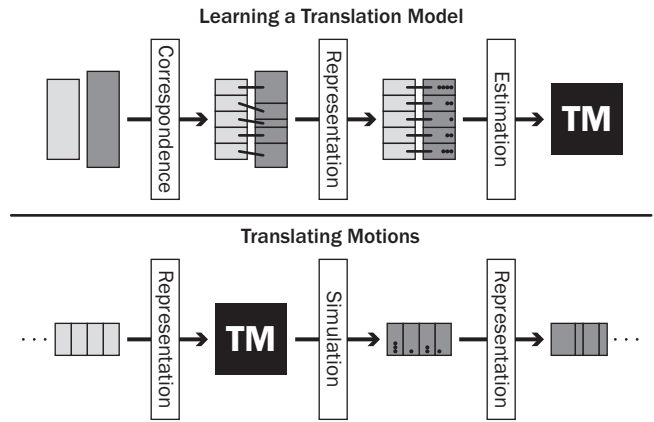 Learning a Translation Model
Correspondence
Representation
Estimation
TM
Translating Motions
. . .
Representation
TM
Simulation
Representation
. . .